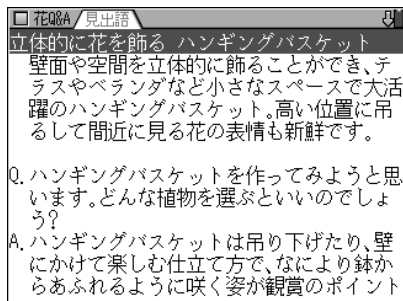 花Q&A 見出語
立体的に花を飾る ハンギングバスケット
壁面や空間を立体的に飾ることができ、テ
ラスやベランダなど小さなスペースで大活
躍のハンギングバスケット。高い位置に吊
るして間近に見る花の表情も新鮮です。
Q.ハンギングバスケットを作ってみようと思
います。どんな植物を選ぶといいのでしょ
う?
A.ハンギングバスケットは吊り下げたり、壁
にかけて楽しむ仕立て方で、なにより鉢か
らあふれるように咲く姿が観賞のポイント